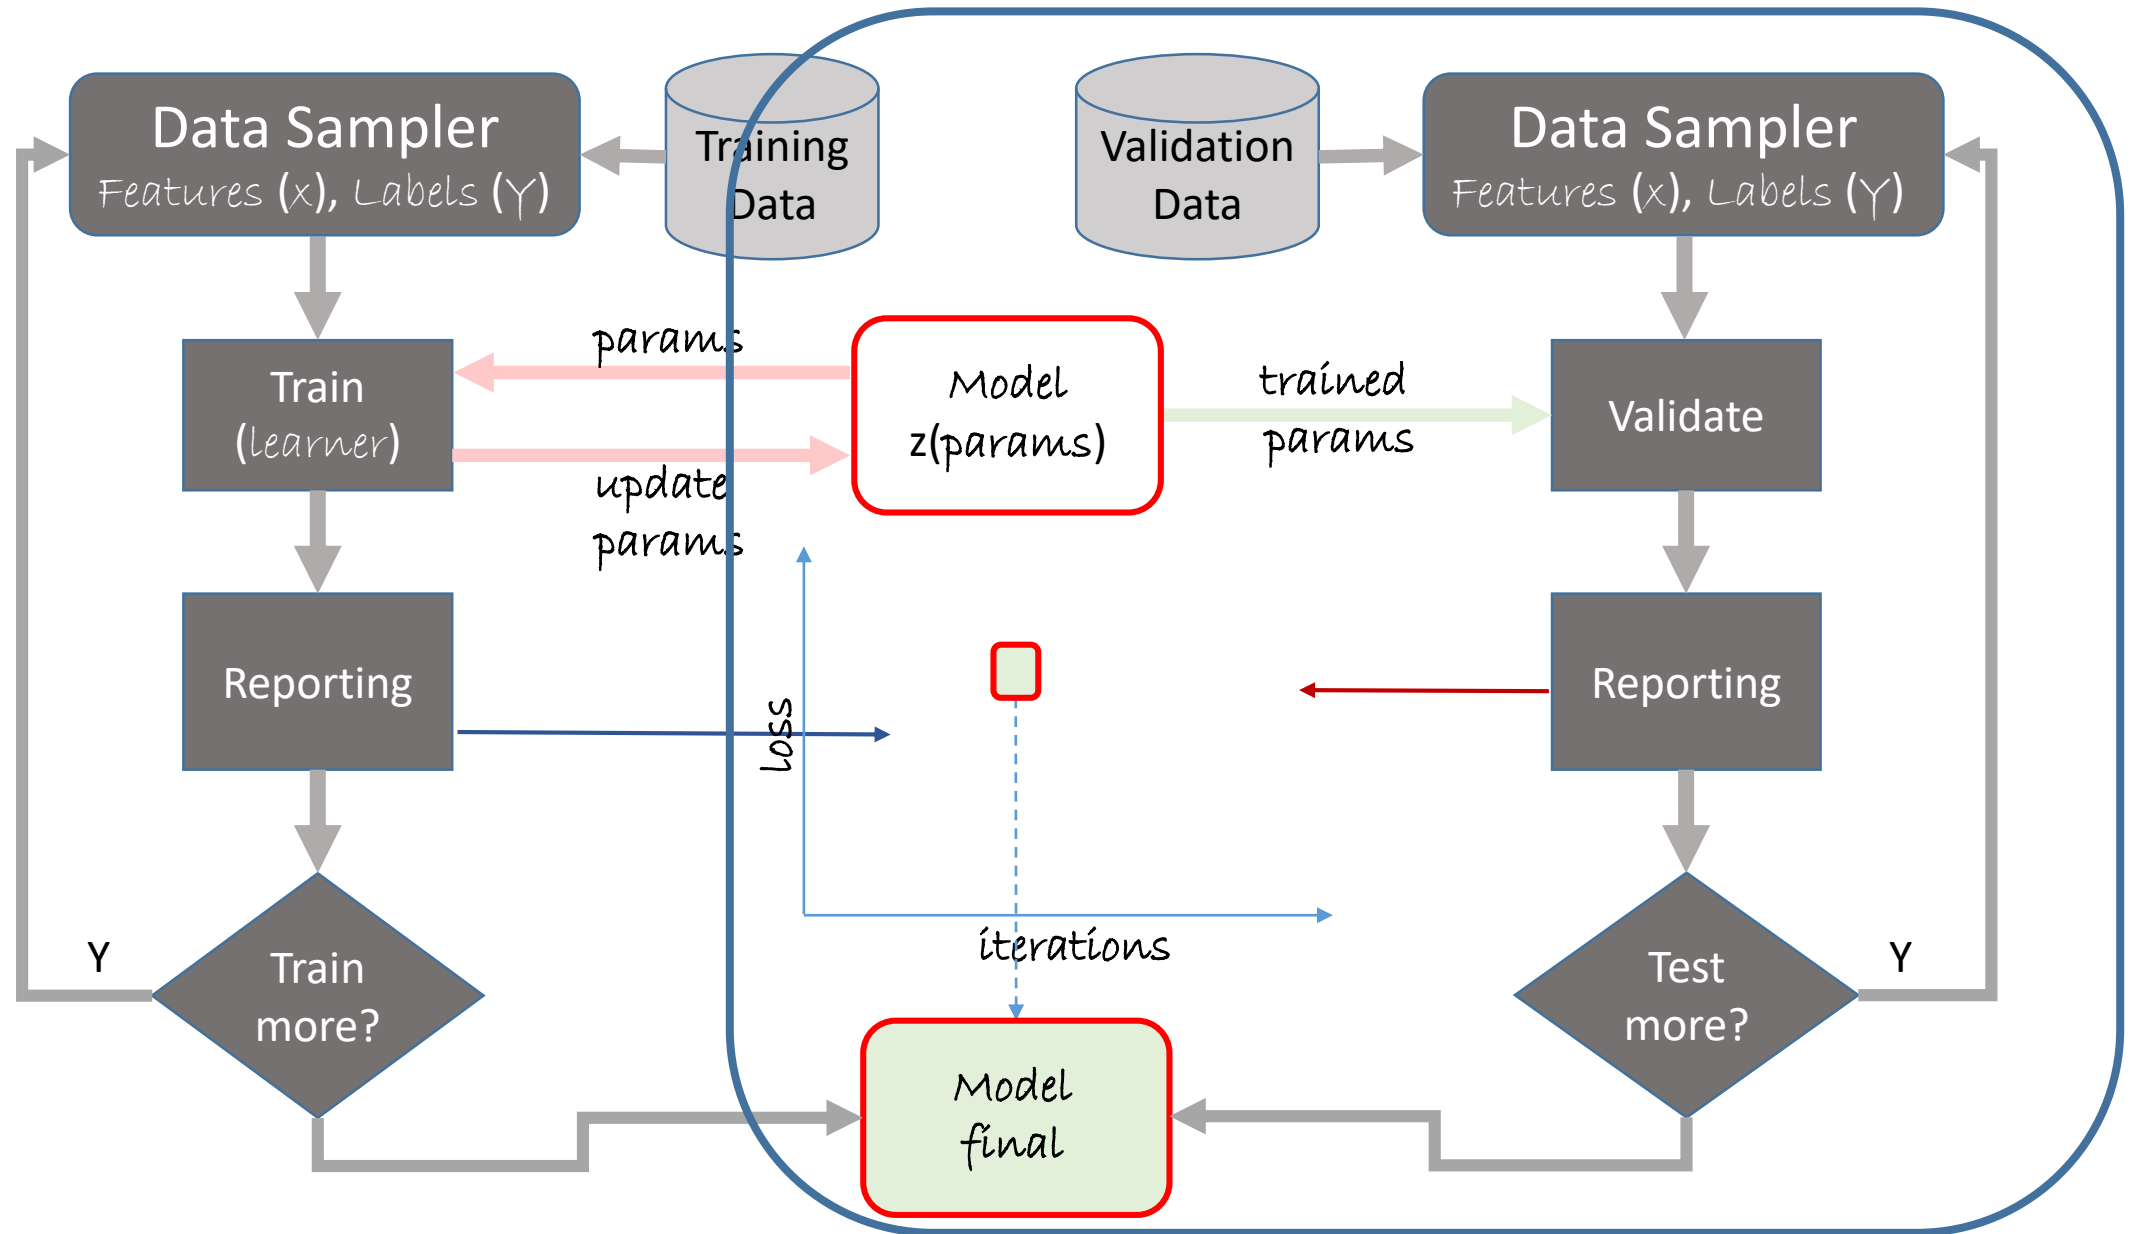 Data Sampler
Features (x), Labels (Y)
Training
Data
Validation
Data
Data Sampler
Features (x), Labels (Y)
Train
(learner)
params
update
params
Model
z(params)
trained
params
Validate
Reporting
loss
iterations
Reporting
Train
more?
Y
Test
more?
Y
Model
final